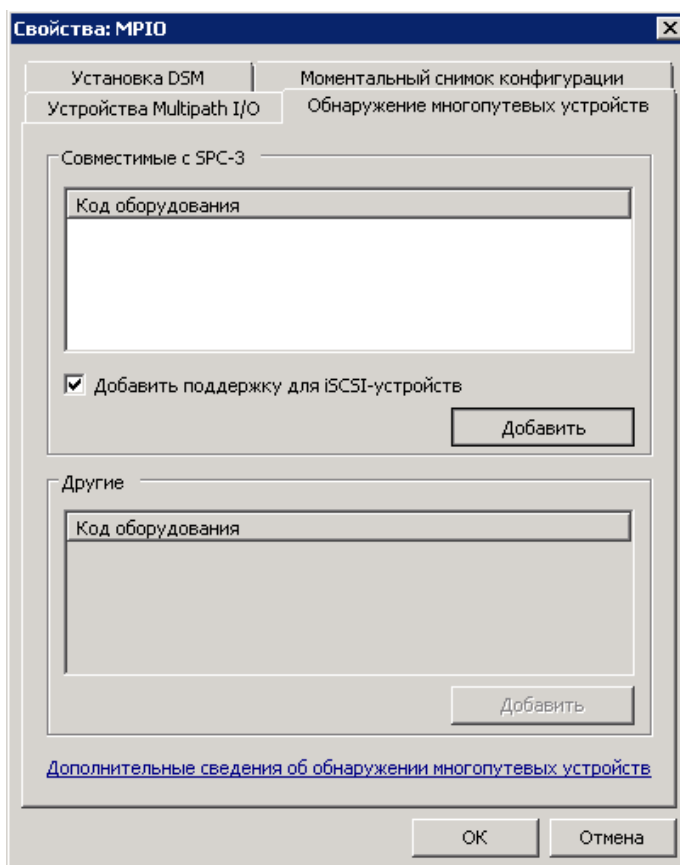 Свойства: MPIO
Установка DSM
Моментальный снимок конфигурации
Устройства Multipath I/O
Обнаружение многопутевых устройств
Совместимые с SPC-3
Код оборудования
Добавить поддержку для iSCSI-устройств
Добавить
Другие
Код оборудования
Добавить
Дополнительные сведения об обнаружении многопутевых устройств
OK
Отмена